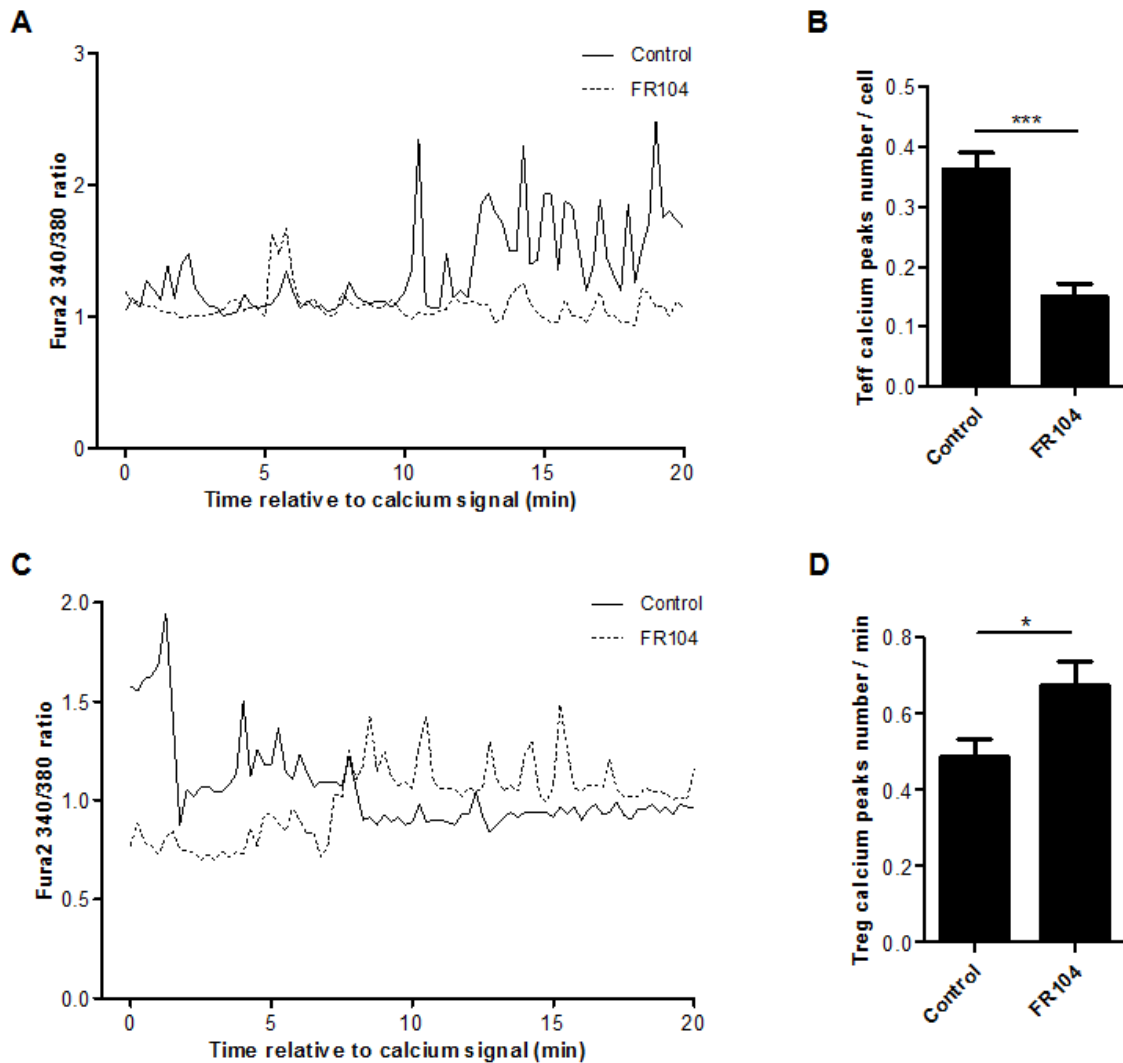 A
3
2
1
0
Fura2 340/380 ratio
Control
FR104
0 5 10 15 20
Time relative to calcium signal (min)
B
0.5
0.4
0.3
0.2
0.1
0.0
Teff calcium peaks number / cell
***
Control
FR104
C
2.0
1.5
1.0
0.5
0.0
Fura2 340/380 ratio
Control
FR104
0 5 10 15 20
Time relative to calcium signal (min)
D
0.8
0.6
0.4
0.2
0.0
Treg calcium peaks number / min
*
Control
FR104